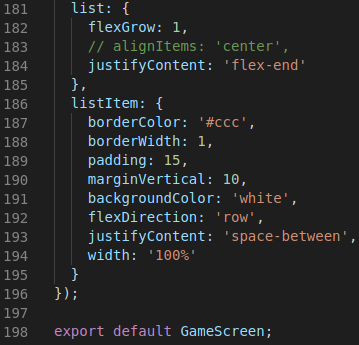 181 list: {
182 flexGrow: 1,
183 // alignItems: 'center',
184 justifyContent: 'flex-end'
185 },
186 listItem: {
187 borderColor: '#ccc',
188 borderWidth: 1,
189 padding: 15,
190 marginVertical: 10,
191 backgroundColor: 'white',
192 flexDirection: 'row',
193 justifyContent: 'space-between',
194 width: '100%'
195 }
196 });
197
198 export default GameScreen;